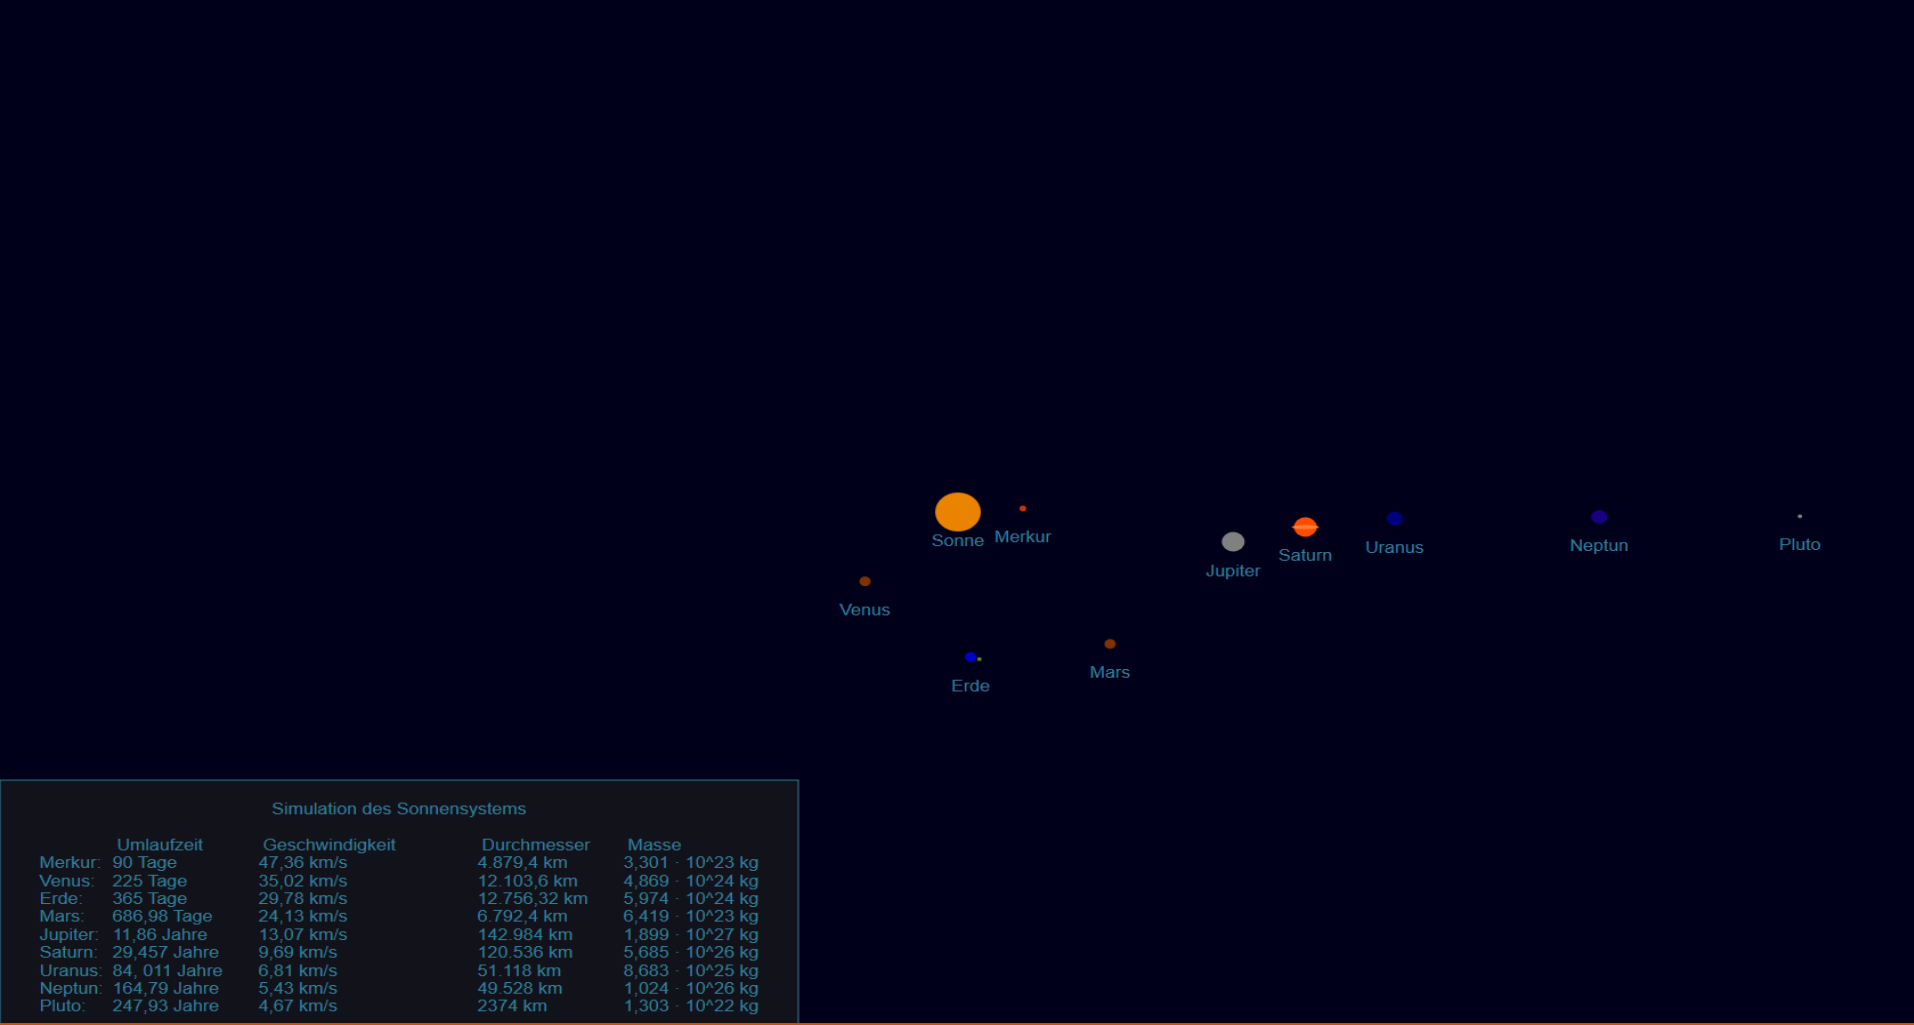 Sonne Merkur
Neptun Pluto
Uranus
Saturn
Jupiter
Venus
Mars
Erde
Simulation des Sonnensystems
Umlaufzeit Geschwindigkeit Durchmesser Masse
Merkur: 90 Tage 47,36 km/s 4.879,4 km 3,301 · 10^23 kg
Venus: 225 Tage 35,02 km/s 12.103,6 km 4,869 · 10^24 kg
Erde: 365 Tage 29,78 km/s 12.756,32 km 5,974 · 10^24 kg
Mars: 686,98 Tage 24,13 km/s 6.792,4 km 6,419 · 10^23 kg
Jupiter: 11,86 Jahre 13,07 km/s 142.984 km 1,899 · 10^27 kg
Saturn: 29,457 Jahre 9,69 km/s 120.536 km 5,685 · 10^26 kg
Uranus: 84, 011 Jahre 6,81 km/s 51.118 km 8,683 · 10^25 kg
Neptun: 164,79 Jahre 5,43 km/s 49.528 km 1,024 · 10^26 kg
Pluto: 247,93 Jahre 4,67 km/s 2374 km 1,303 · 10^22 kg